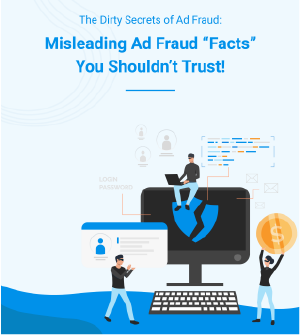 The Dirty Secrets of Ad Fraud:
Misleading Ad Fraud “Facts”
You Shouldn’t Trust!
LOGIN
PASSWORD
$